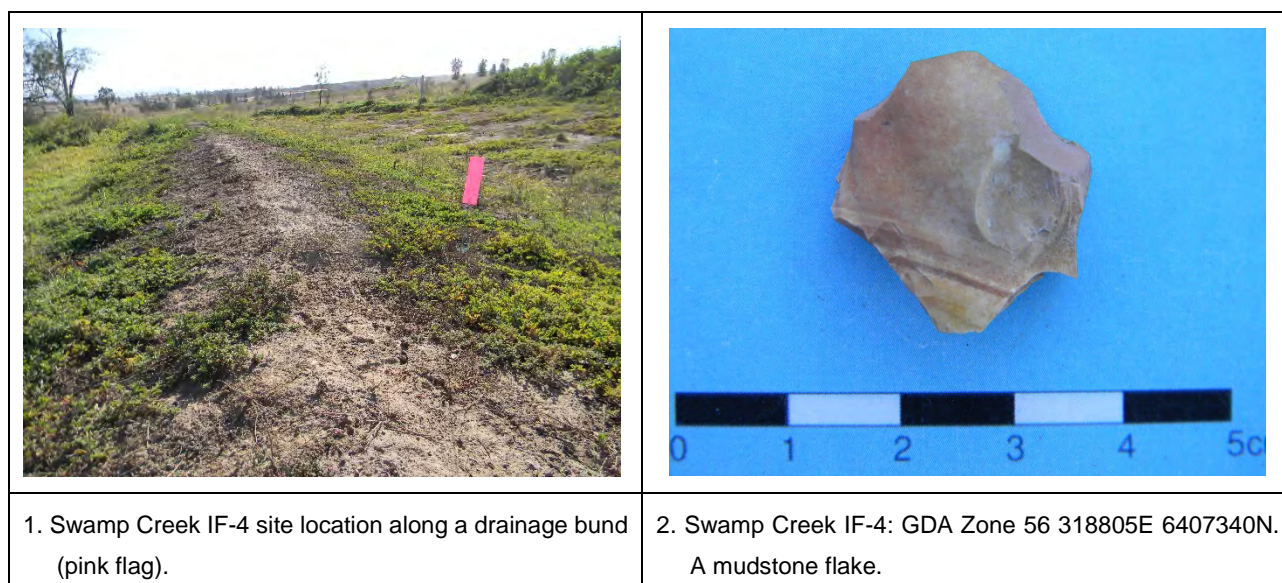 0 1 2 3 4 5c
1. Swamp Creek IF-4 site location along a drainage bund
(pink flag).
2. Swamp Creek IF-4: GDA Zone 56 318805E 6407340N.
A mudstone flake.